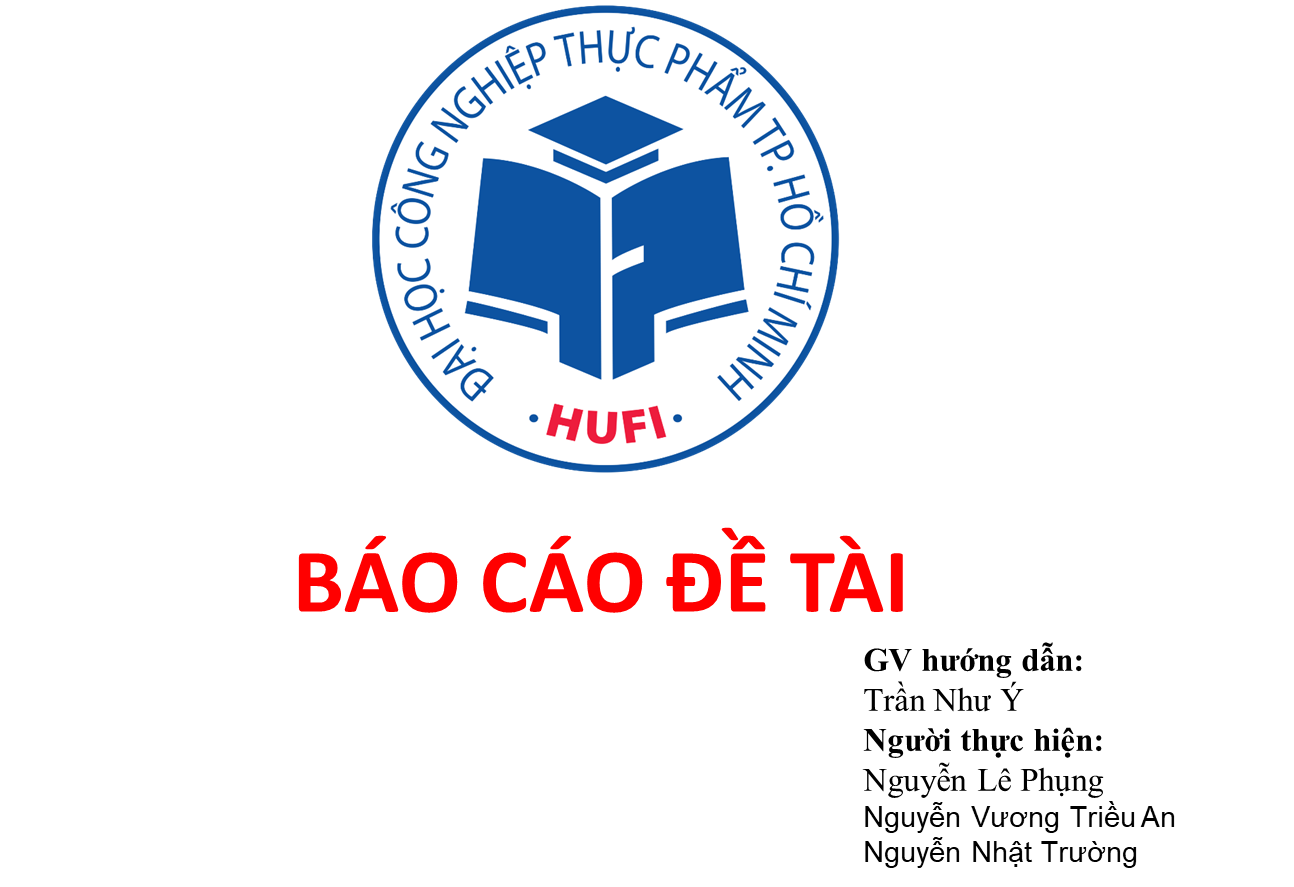 ĐẠI HỌC CÔNG NGHIỆP THỰC PHẨM TP. HỒ CHÍ MINH
· HUFI ·
BÁO CÁO ĐỀ TÀI
GV hướng dẫn:
Trần Như Ý
Người thực hiện:
Nguyễn Lê Phụng
Nguyễn Vương Triều An
Nguyễn Nhật Trường